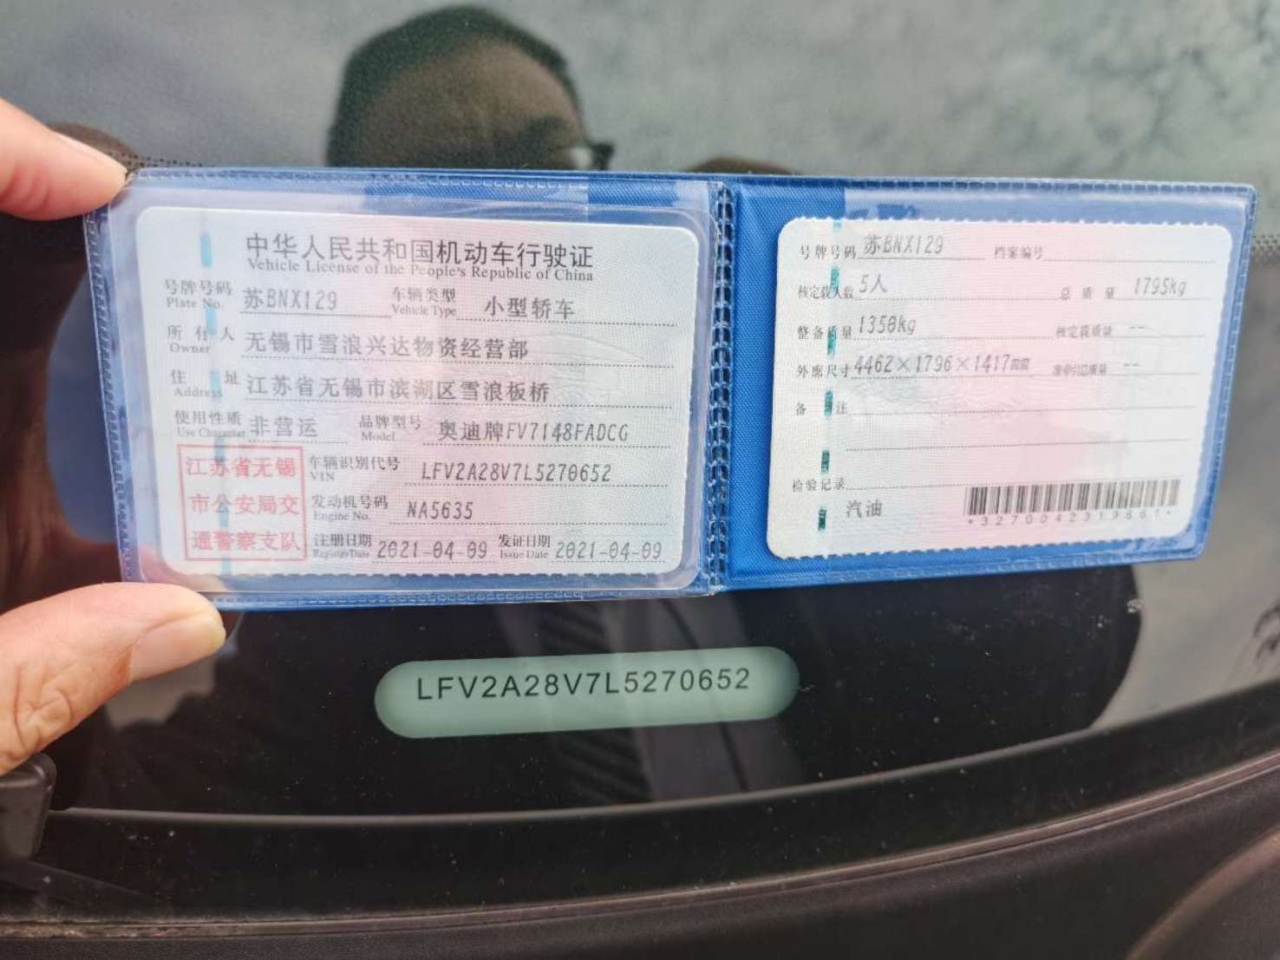 中华人民共和国机动车行驶证
Vehicle License of the People's Republic of China
号牌号码 苏BNX129 车辆类型 小型轿车
Plate No. Vehicle Type
所有人 无锡市雪浪兴达物资经营部
Owner
住址 江苏省无锡市滨湖区雪浪板桥
Address
使用性质 非营运 品牌型号 奥迪牌FV7148FADCG
Use Character Model
江苏省无锡
市公安局交
通警察支队
车辆识别代号 LFV2A28V7L5270652
VIN
发动机号码 NA5635
Engine No.
注册日期 2021-04-09 发证日期 2021-04-09
Register Date Issue Date
号牌号码 苏BNX129 档案编号
核定载人数 5人 总质量 1795kg
整备质量 1350kg 核定载质量 --
外廓尺寸 4462×1796×1417mm 准牵引总质量 --
备注
检验记录
汽油
*3270042319661*
LFV2A28V7L5270652